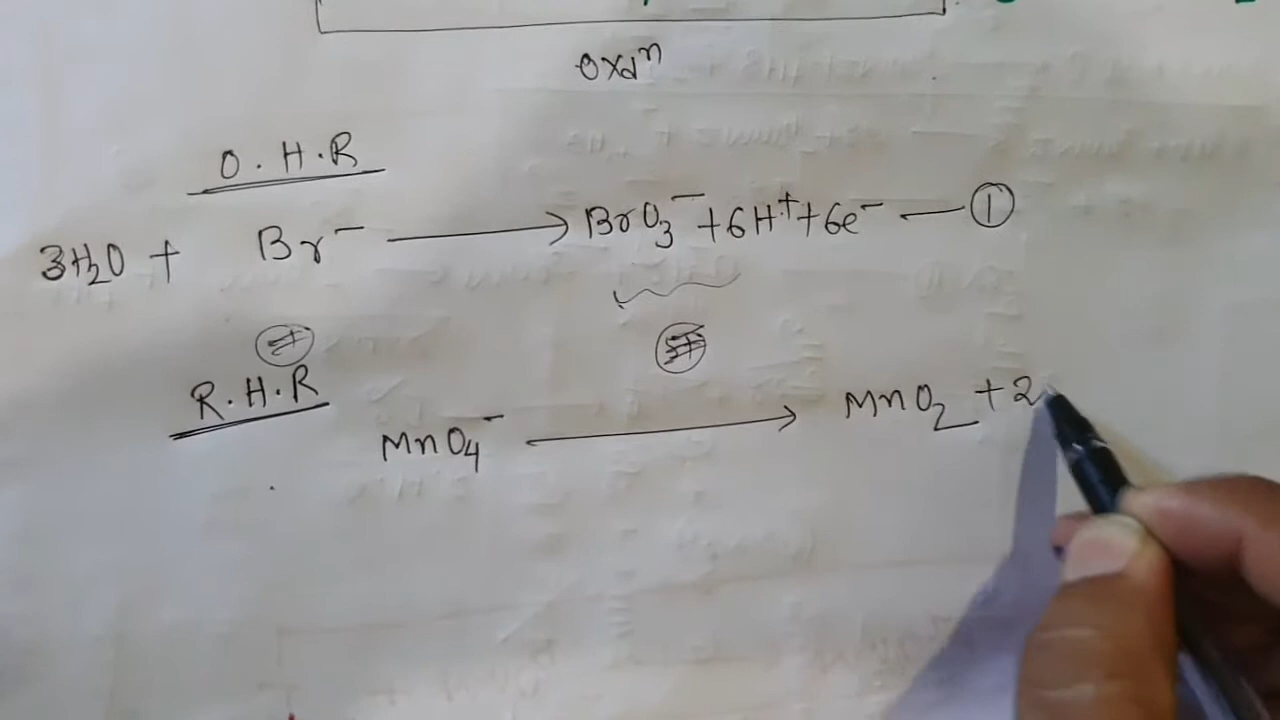 Oxdⁿ
O.H.R
3H₂O + Br⁻ ⟶ BrO₃⁻ + 6H⁺ + 6e⁻ — ①
R.H.R
MnO₄⁻ ⟶ MnO₂ + 2